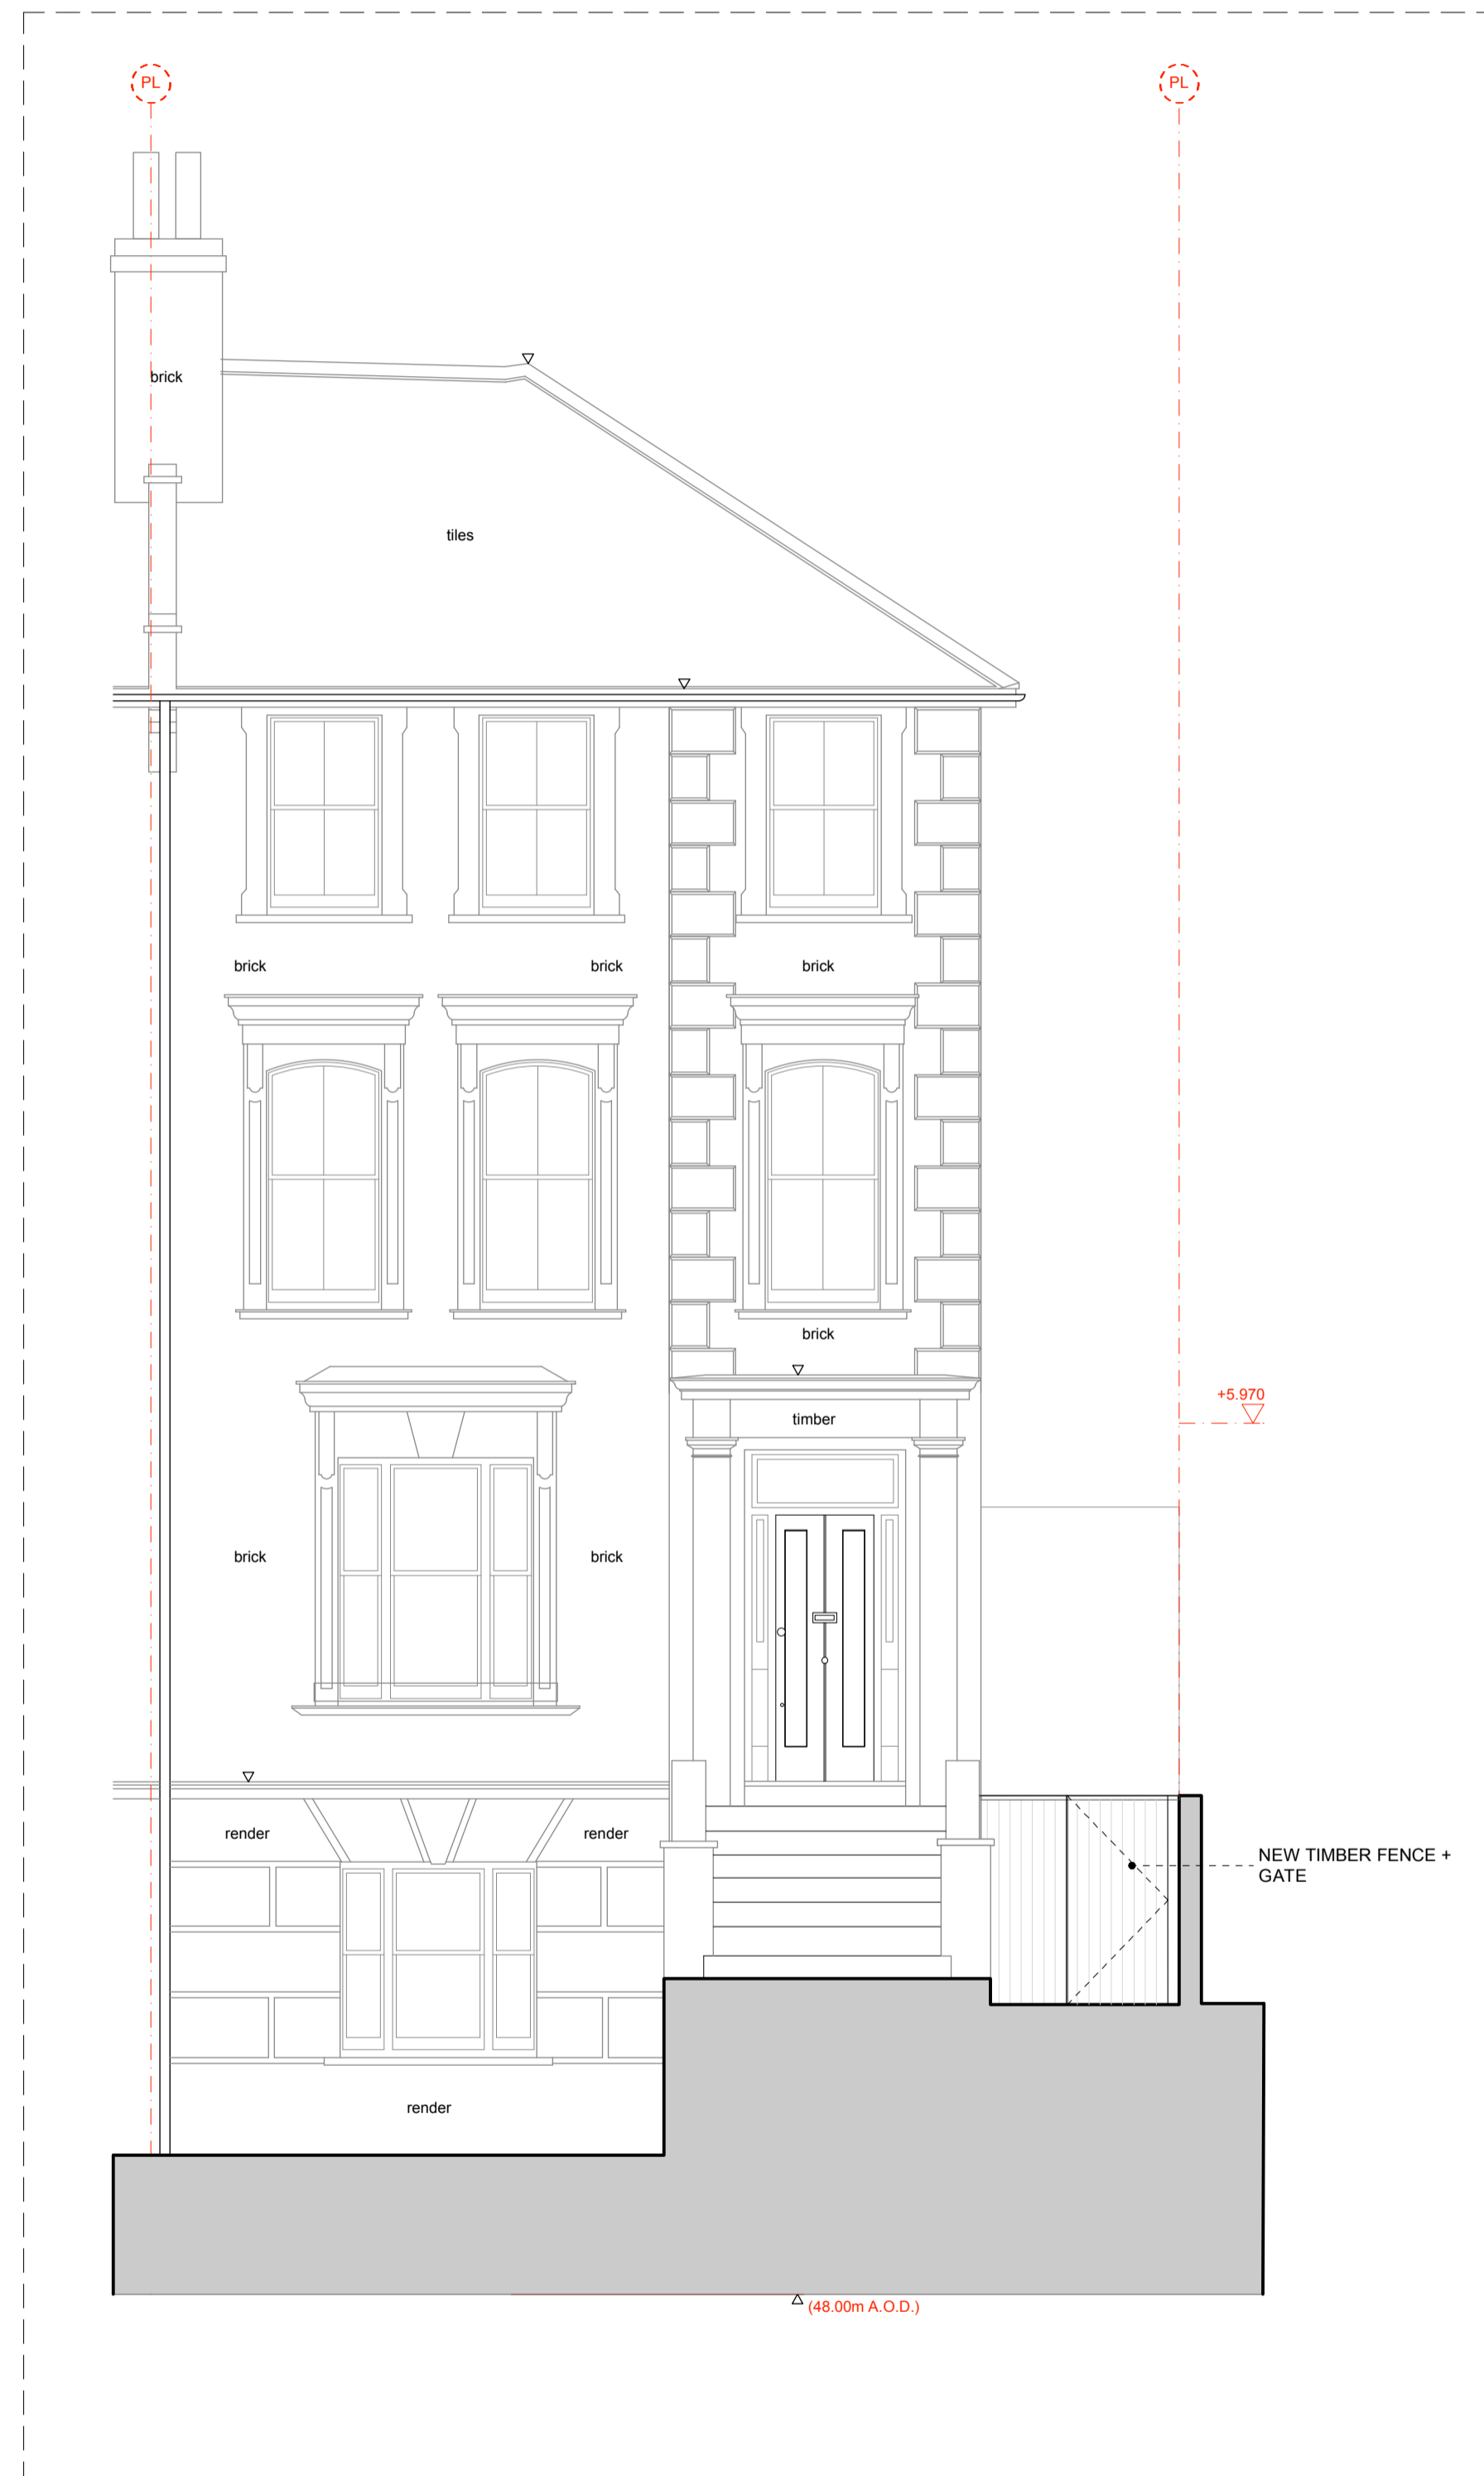 PL PL
brick
tiles
brick brick brick
brick
+5.970
timber
brick brick
render render
NEW TIMBER FENCE +
GATE
render
(48.00m A.O.D.)